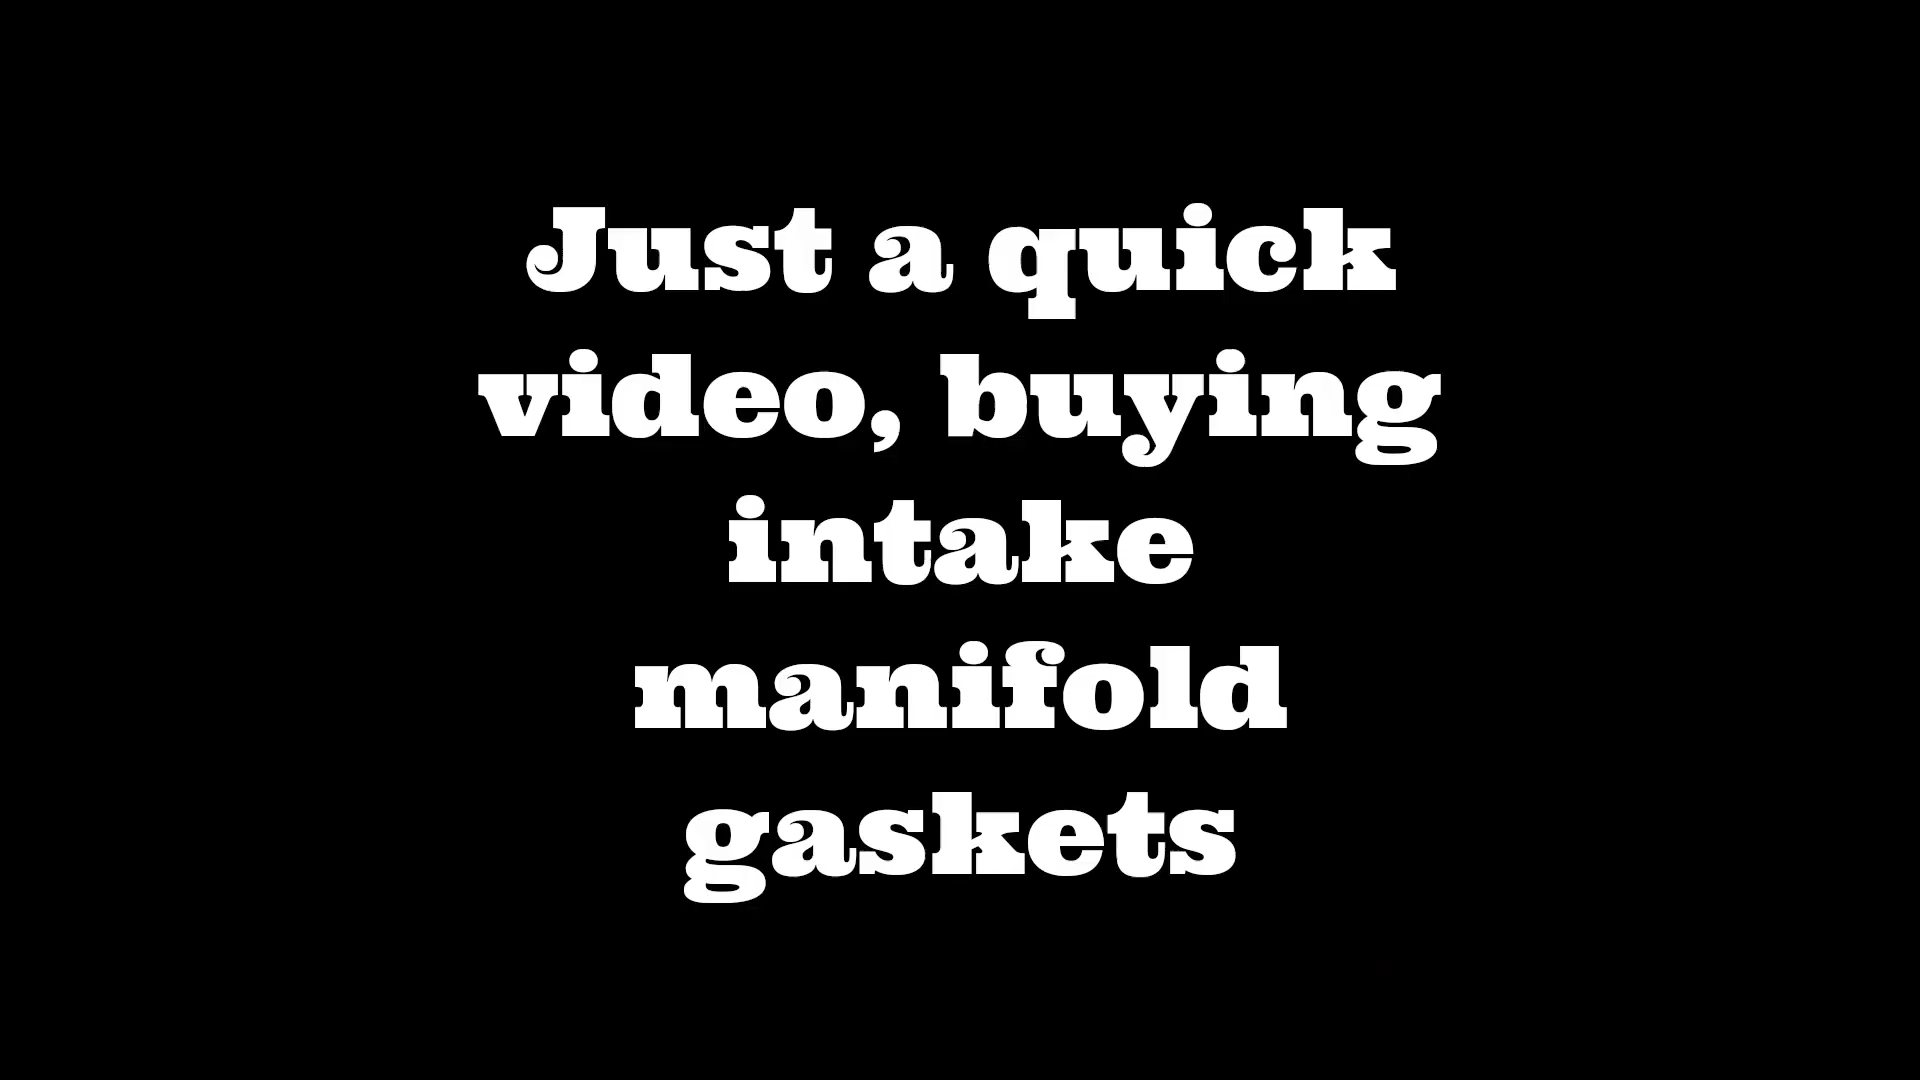 Just a quick
video, buying
intake
manifold
gaskets